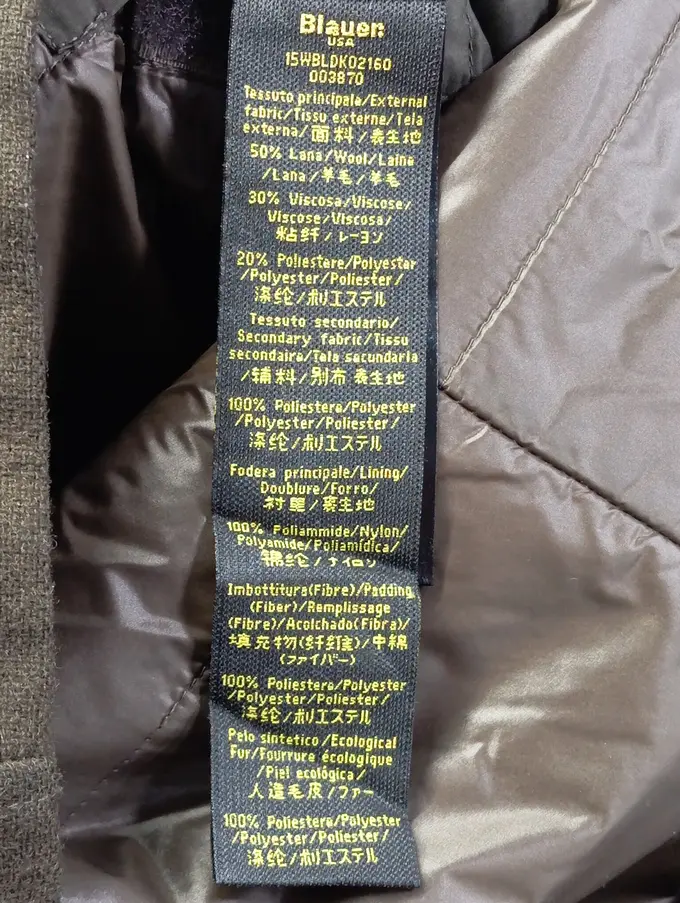 Blauer.
USA
15WBLDK02160
003870
Tessuto principale/External
fabric/Tissu externe/Tela
externa/面料/表生地
50% Lana/Wool/Laine
/Lana/羊毛/羊毛
30% Viscosa/Viscose/
Viscose/Viscosa/
粘纤/レーヨン
20% Poliestere/Polyester
/Polyester/Poliester/
涤纶/ポリエステル
Tessuto secondario/
Secondary fabric/Tissu
secondaire/Tela secundaria
/辅料/别布 表生地
100% Poliestere/Polyester
/Polyester/Poliester/
涤纶/ポリエステル
Fodera principale/Lining/
Doublure/Forro/
衬里/裏生地
100% Poliammide/Nylon/
Polyamide/Poliamidica/
锦纶/ナイロン
Imbottitura(Fibre)/Padding
(Fiber)/Remplissage
(Fibre)/Acolchado(Fibra)/
填充物(纤维)/中綿
(ファイバー)
100% Poliestere/Polyester
/Polyester/Poliester/
涤纶/ポリエステル
Pelo sintetico/Ecological
Fur/Fourrure écologique
/Piel ecológica/
人造毛皮/ファー
100% Poliestere/Polyester
/Polyester/Poliester/
涤纶/ポリエステル